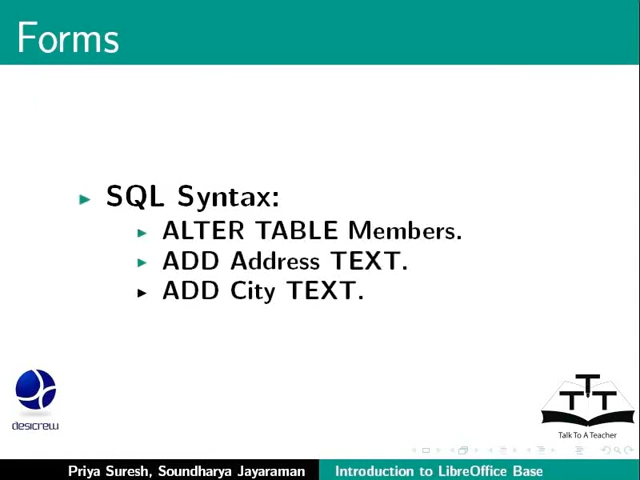 Forms
SQL Syntax:
ALTER TABLE Members.
ADD Address TEXT.
ADD City TEXT.
desicrew
T T T
Talk To A Teacher
Priya Suresh, Soundharya Jayaraman
Introduction to LibreOffice Base